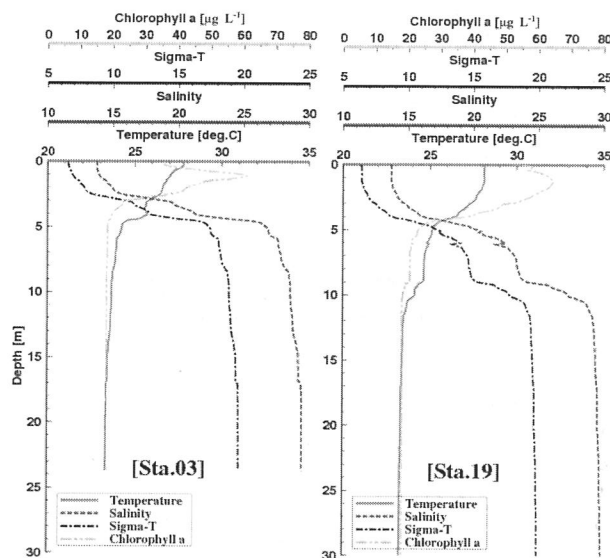 Chlorophyll a [μg L⁻¹]
0 10 20 30 40 50 60 70 80
Sigma-T
5 10 15 20 25
Salinity
10 15 20 25 30
Temperature [deg.C]
20 25 30 35
0
5
10
15
20
25
30
Depth [m]
[Sta.03]
Temperature
Salinity
Sigma-T
Chlorophyll a
Chlorophyll a [μg L⁻¹]
0 10 20 30 40 50 60 70 80
Sigma-T
5 10 15 20 25
Salinity
10 15 20 25 30
Temperature [deg.C]
20 25 30 35
0
5
10
15
20
25
30
[Sta.19]
Temperature
Salinity
Sigma-T
Chlorophyll a